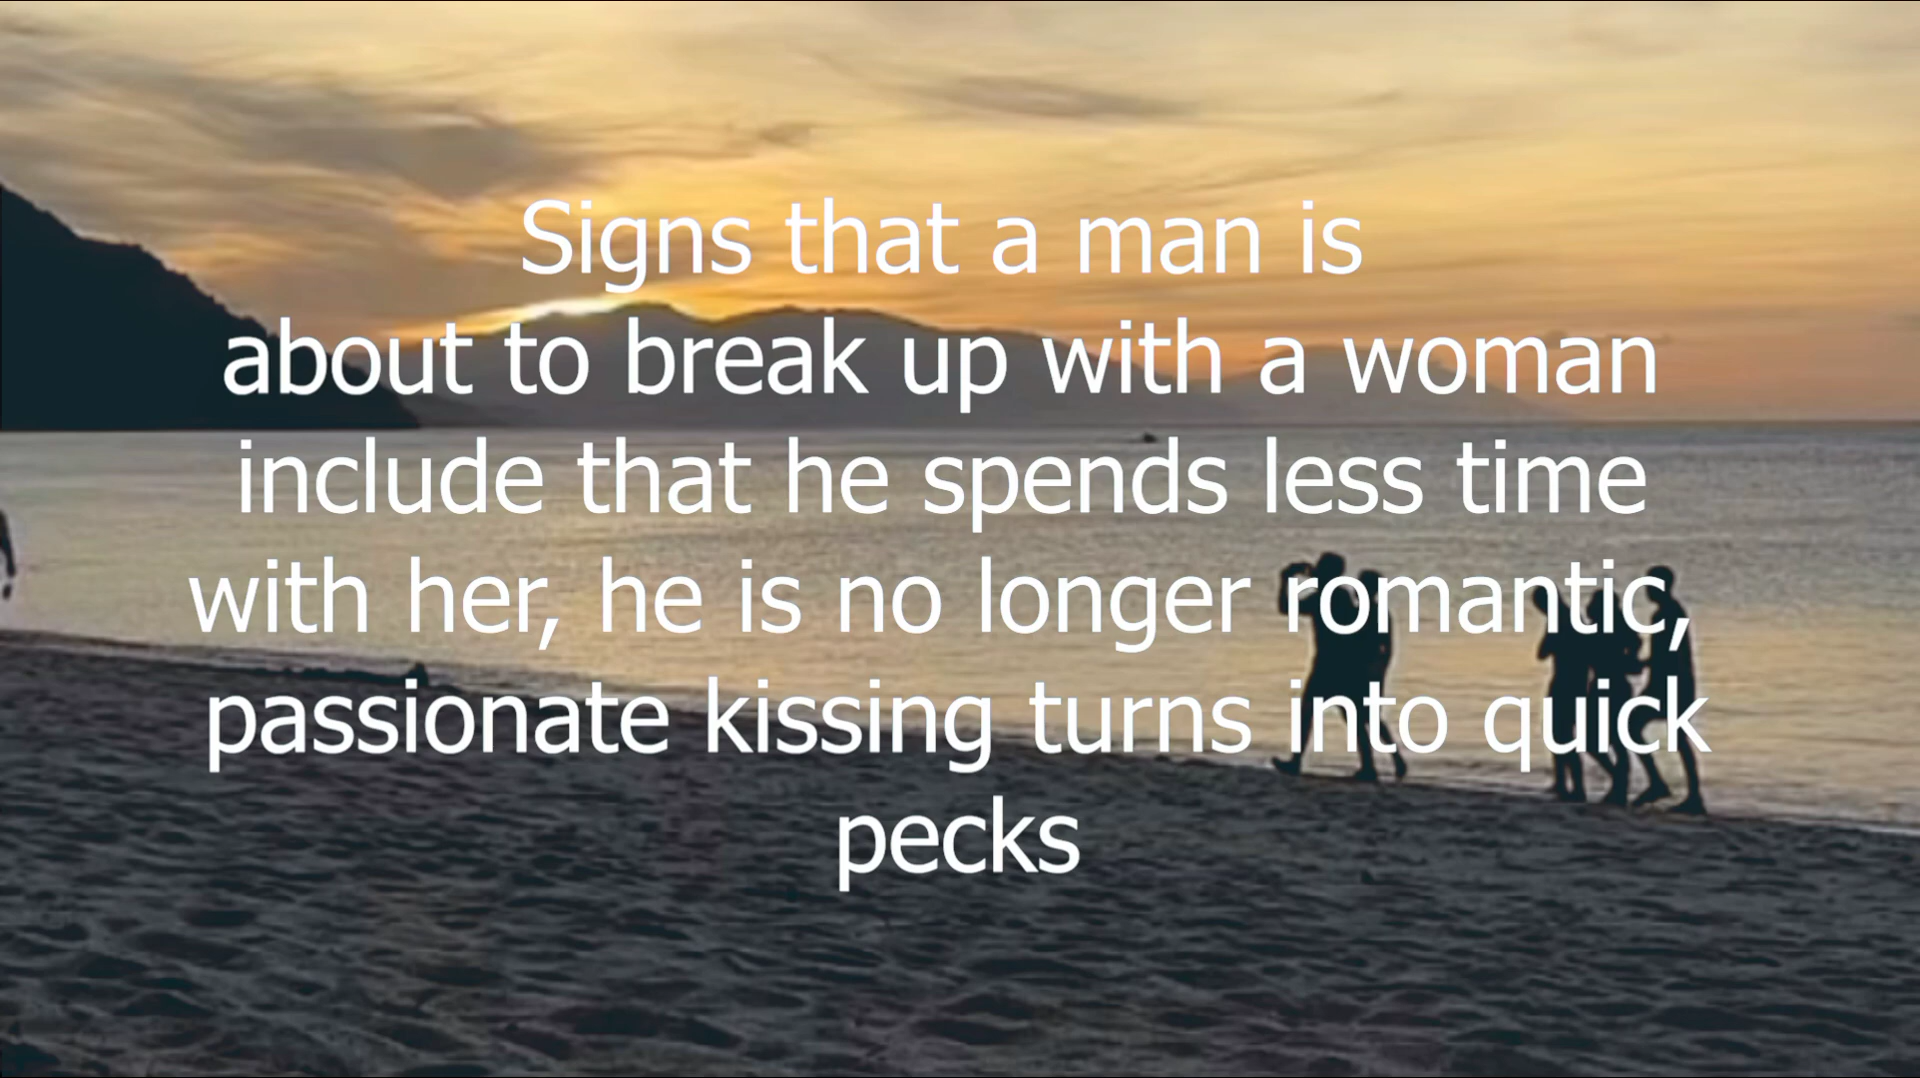 Signs that a man is
about to break up with a woman
include that he spends less time
with her, he is no longer romantic,
passionate kissing turns into quick
pecks